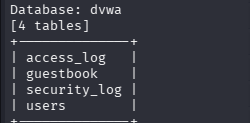 Database: dvwa
[4 tables]
+---------------+
| access_log    |
| guestbook     |
| security_log  |
| users         |
+---------------+